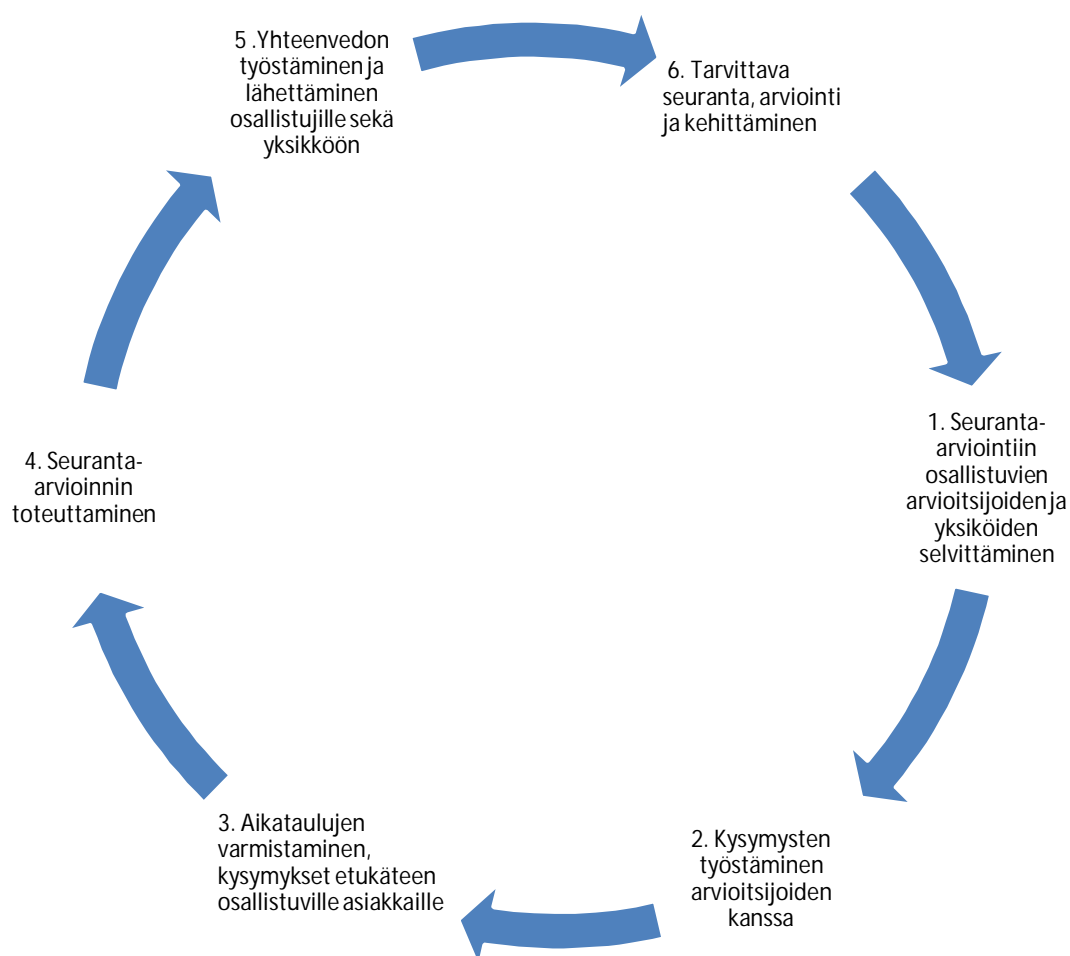 5 .Yhteenvedon
työstäminen ja
lähettäminen
osallistujille sekä
yksikköön
6. Tarvittava
seuranta, arviointi
ja kehittäminen
1. Seuranta-
arviointiin
osallistuvien
arvioitsijoiden ja
yksiköiden
selvittäminen
2. Kysymysten
työstäminen
arvioitsijoiden
kanssa
3. Aikataulujen
varmistaminen,
kysymykset etukäteen
osallistuville asiakkaille
4. Seuranta-
arvioinnin
toteuttaminen